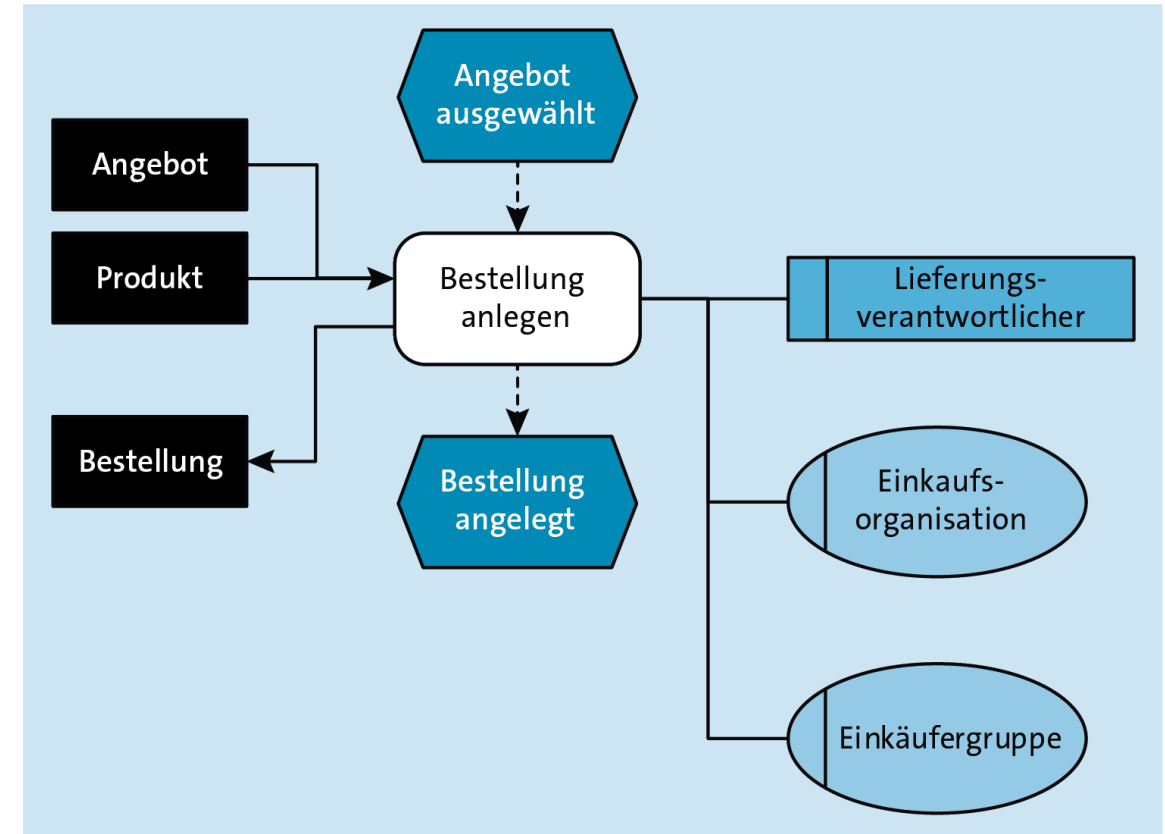 Angebot
ausgewählt
Angebot
Produkt
Bestellung
anlegen
Lieferungs-
verantwortlicher
Bestellung
Bestellung
angelegt
Einkaufs-
organisation
Einkäufergruppe